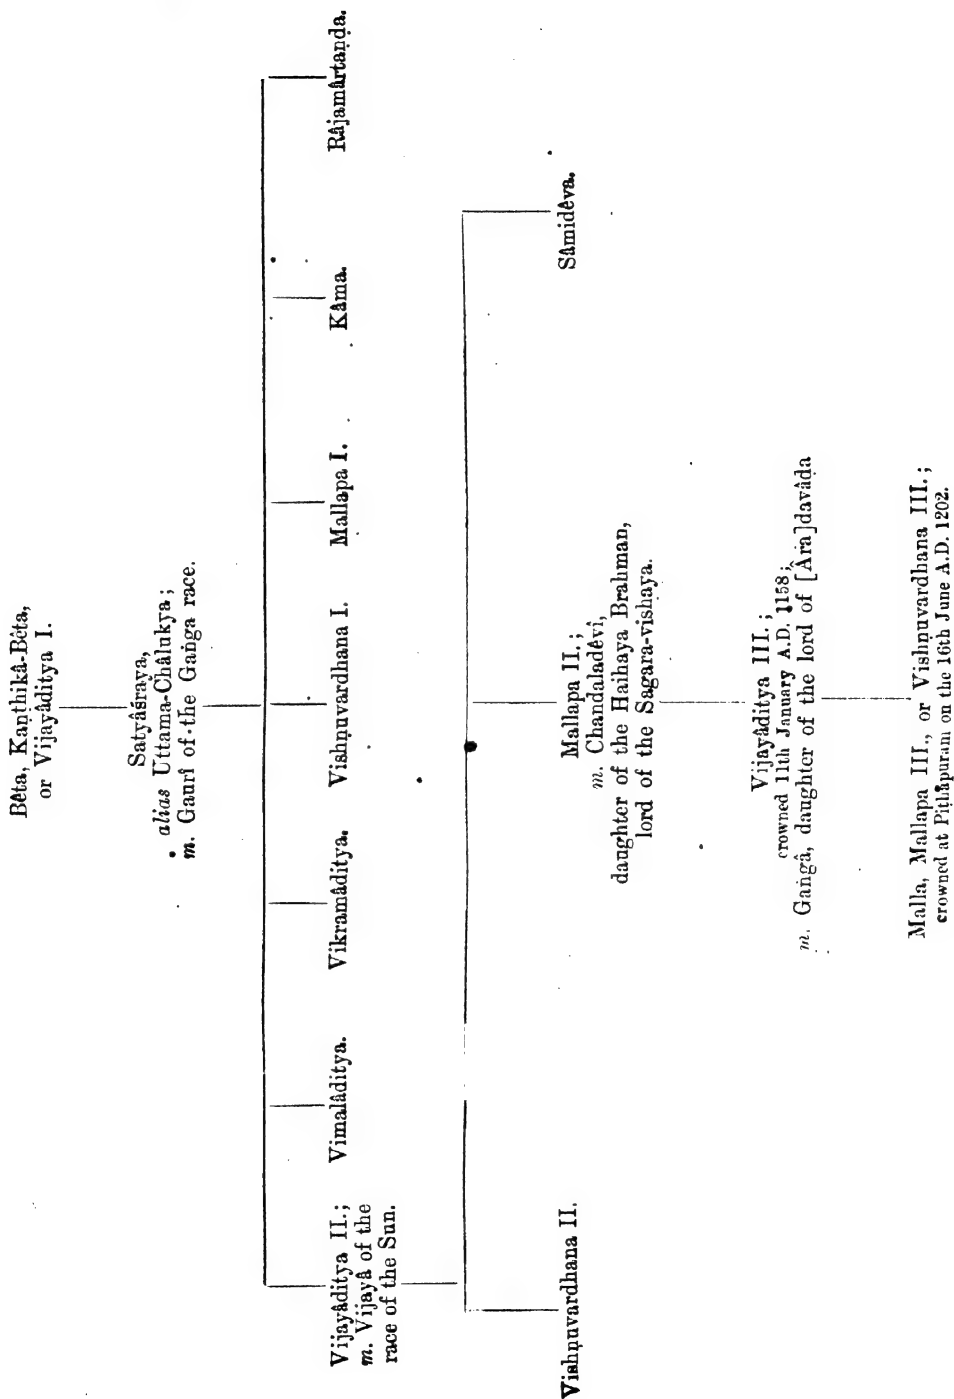 Bêta, Kaṇṭhikâ-Bêta,
or Vijayâditya I.
Satyâśraya,
alias Uttama-Châlukya;
m. Gaurî of the Gaṅga race.
Vijayâditya II.;
m. Vijayâ of the
race of the Sun.
Vimalâditya.
Vikramâditya.
Vishṇuvardhana I.
Mallapa I.
Kâma.
Râjamârtaṇḍa.
Vishṇuvardhana II.
Mallapa II.;
m. Chandaladêvî,
daughter of the Haihaya Brahman,
lord of the Sagara-vishaya.
Sâmidêva.
Vijayâditya III.;
crowned 11th January A.D. 1158;
m. Gaṅgâ, daughter of the lord of [Âra]davâḍa
Malla, Mallapa III., or Vishṇuvardhana III.;
crowned at Piṭhâpuram on the 16th June A.D. 1202.